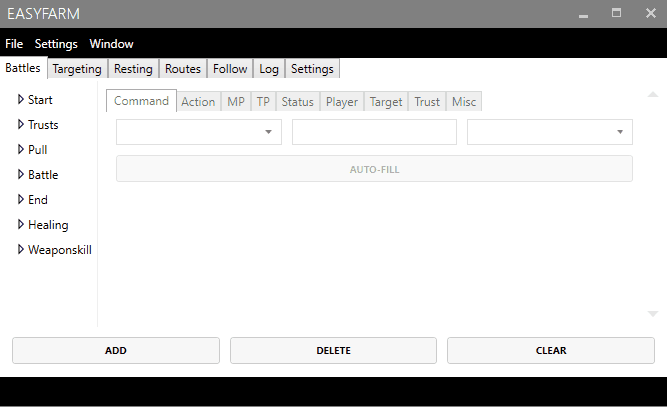 EASYFARM
File Settings Window
Battles Targeting Resting Routes Follow Log Settings
Start
Trusts
Pull
Battle
End
Healing
Weaponskill
Command Action MP TP Status Player Target Trust Misc
AUTO-FILL
ADD DELETE CLEAR